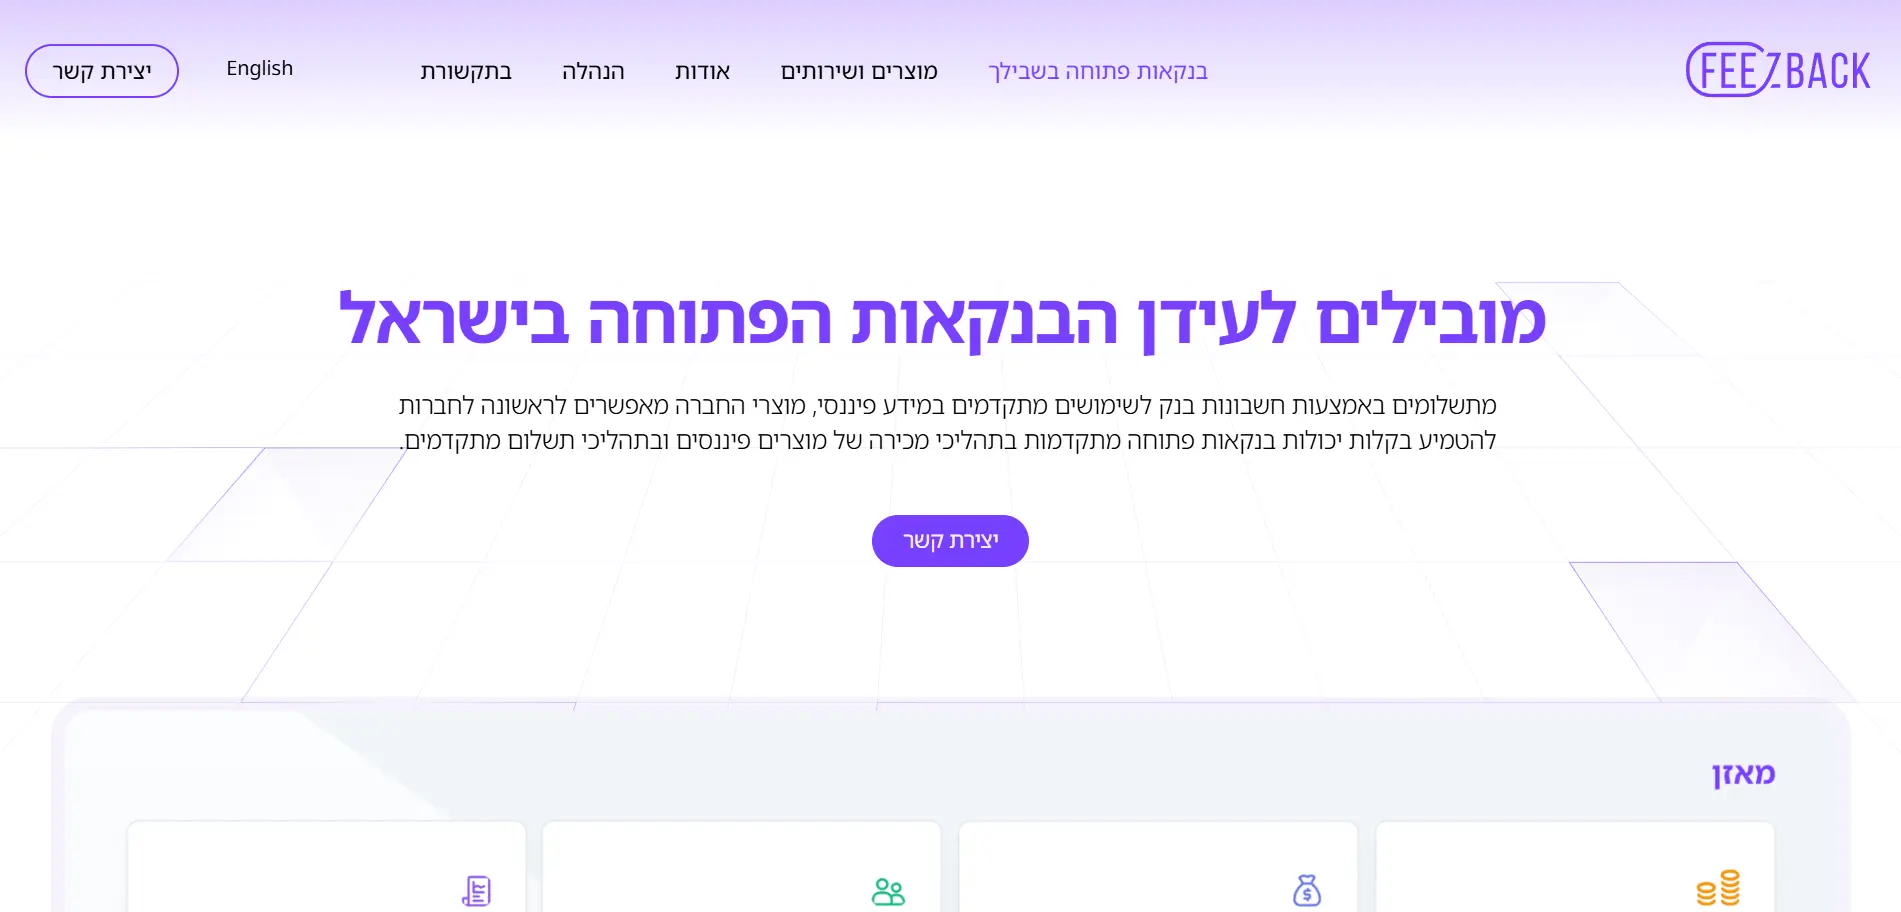 FEEZBACK
בנקאות פתוחה בשבילך
מוצרים ושירותים
אודות
הנהלה
בתקשורת
English
יצירת קשר
מובילים לעידן הבנקאות הפתוחה בישראל
מתשלומים באמצעות חשבונות בנק לשימושים מתקדמים במידע פיננסי, מוצרי החברה מאפשרים לראשונה לחברות
להטמיע בקלות יכולות בנקאות פתוחה מתקדמות בתהליכי מכירה של מוצרים פיננסים ובתהליכי תשלום מתקדמים.
יצירת קשר
מאזן